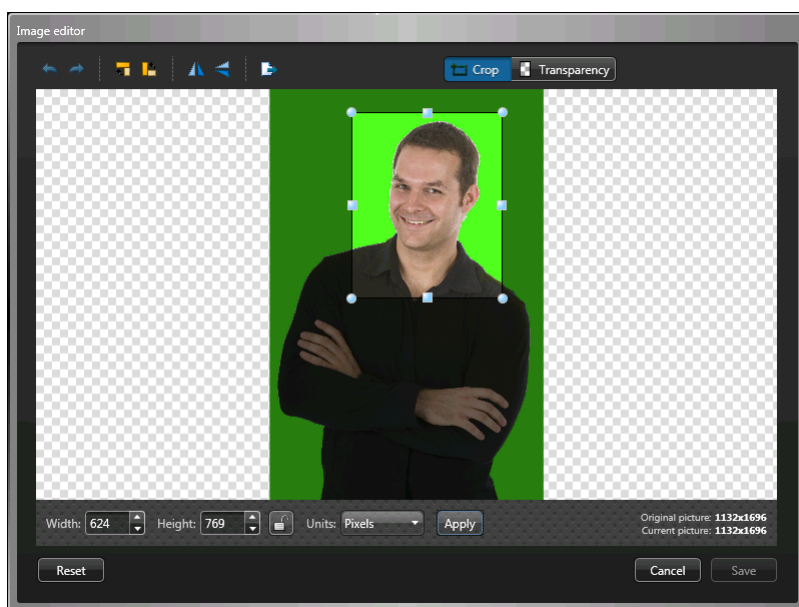 Image editor
Crop Transparency
Width: 624 Height: 769 Units: Pixels Apply
Original picture: 1132x1696
Current picture: 1132x1696
Reset Cancel Save